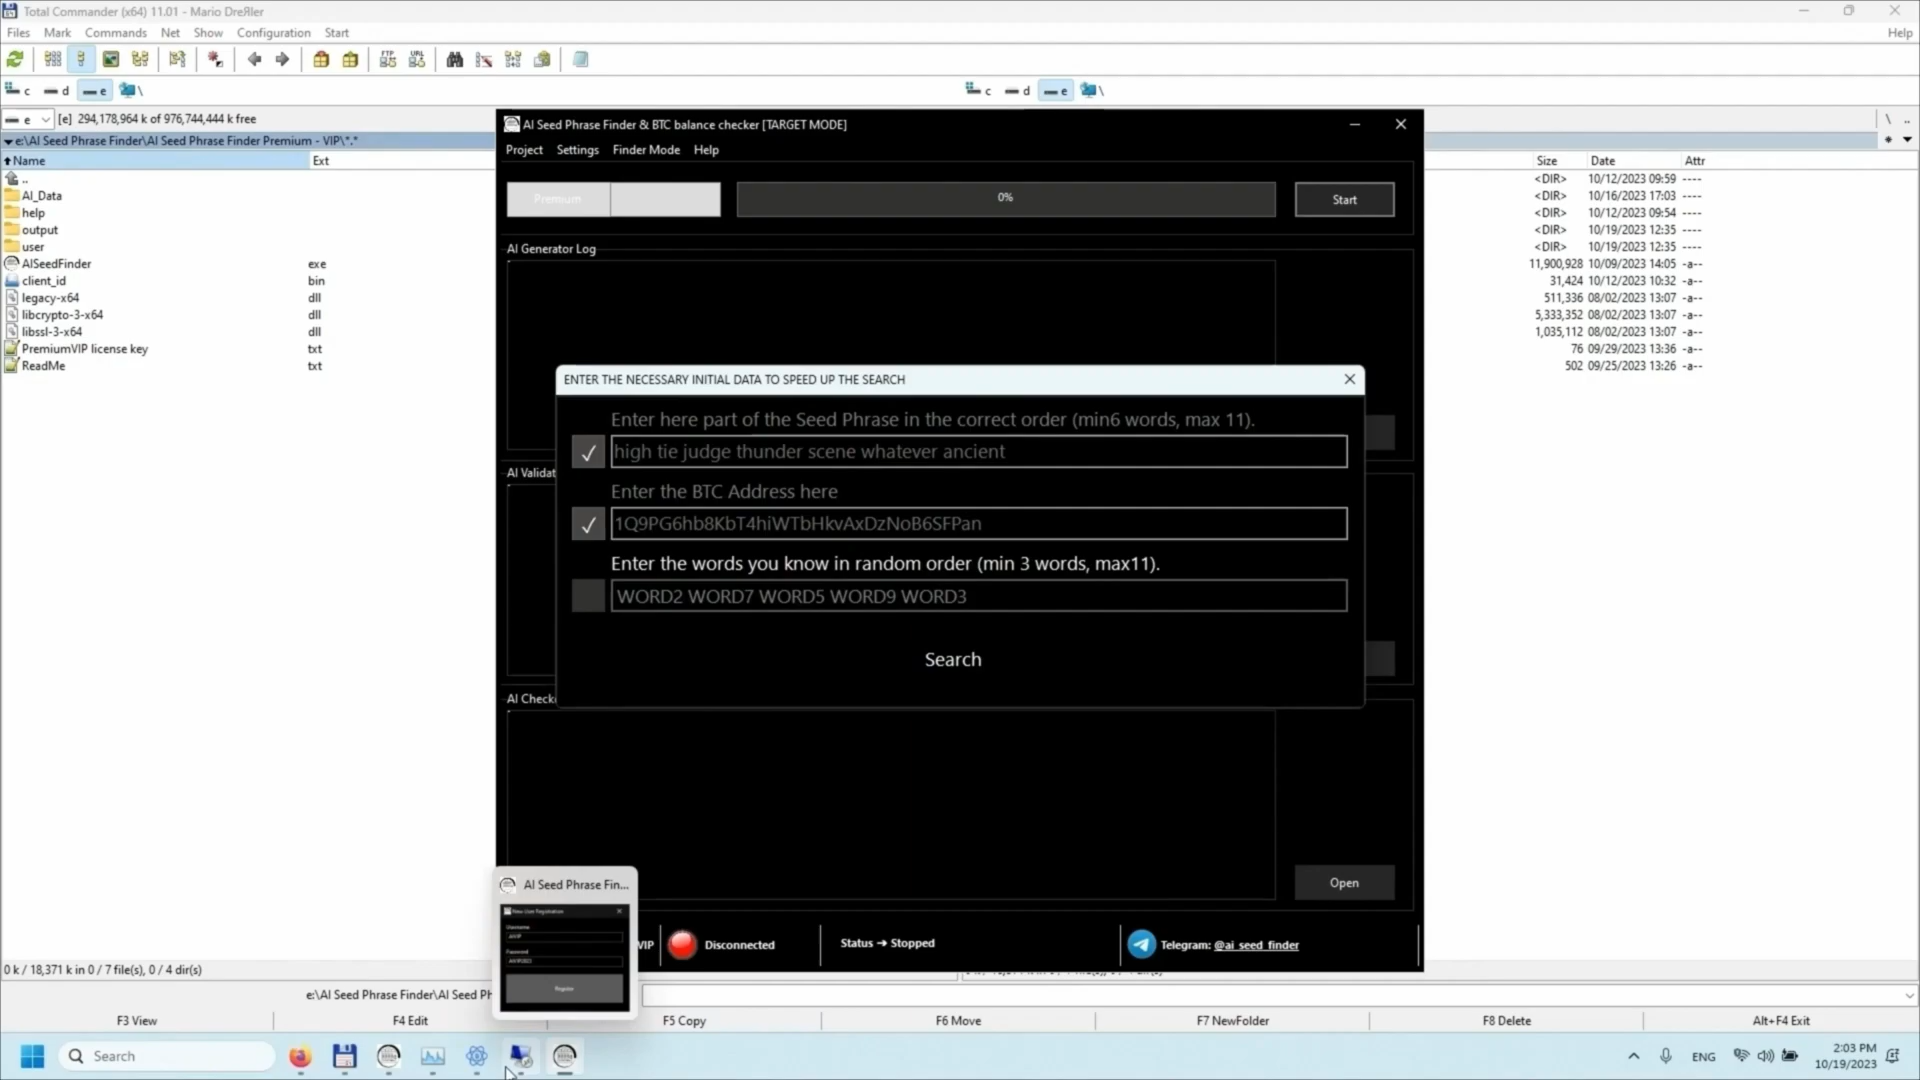 Total Commander (x64) 11.01 - Mario Dreßler
Files Mark Commands Net Show Configuration Start Help
c d e \
c d e \
e [e] 294,178,964 k of 976,744,444 k free \ ..
e:\AI Seed Phrase Finder\AI Seed Phrase Finder Premium - VIP\*.*
Name Ext
Size Date Attr
..
<DIR> 10/12/2023 09:59 ----
AI_Data
<DIR> 10/16/2023 17:03 ----
help
<DIR> 10/12/2023 09:54 ----
output
<DIR> 10/19/2023 12:35 ----
user
<DIR> 10/19/2023 12:35 ----
AISeedFinder exe
11,900,928 10/09/2023 14:05 -a--
client_id bin
31,424 10/12/2023 10:32 -a--
legacy-x64 dll
511,336 08/02/2023 13:07 -a--
libcrypto-3-x64 dll
5,333,352 08/02/2023 13:07 -a--
libssl-3-x64 dll
1,035,112 08/02/2023 13:07 -a--
PremiumVIP license key txt
76 09/29/2023 13:36 -a--
ReadMe txt
502 09/25/2023 13:26 -a--
AI Seed Phrase Finder & BTC balance checker [TARGET MODE]
Project Settings Finder Mode Help
Premium
0%
Start
AI Generator Log
ENTER THE NECESSARY INITIAL DATA TO SPEED UP THE SEARCH
Enter here part of the Seed Phrase in the correct order (min6 words, max 11).
high tie judge thunder scene whatever ancient
AI Validat
Enter the BTC Address here
1Q9PG6hb8KbT4hiWTbHkvAxDzNoB6SFPan
Enter the words you know in random order (min 3 words, max11).
WORD2 WORD7 WORD5 WORD9 WORD3
Search
AI Check
Open
AI Seed Phrase Fin...
New User Registration
Username
AIVIP
Password
Register
VIP
Disconnected
Status ➔ Stopped
Telegram: @ai_seed_finder
0 k / 18,371 k in 0 / 7 file(s), 0 / 4 dir(s)
e:\AI Seed Phrase Finder\AI Seed Ph
F3 View F4 Edit F5 Copy F6 Move F7 NewFolder F8 Delete Alt+F4 Exit
Search
ENG
2:03 PM
10/19/2023